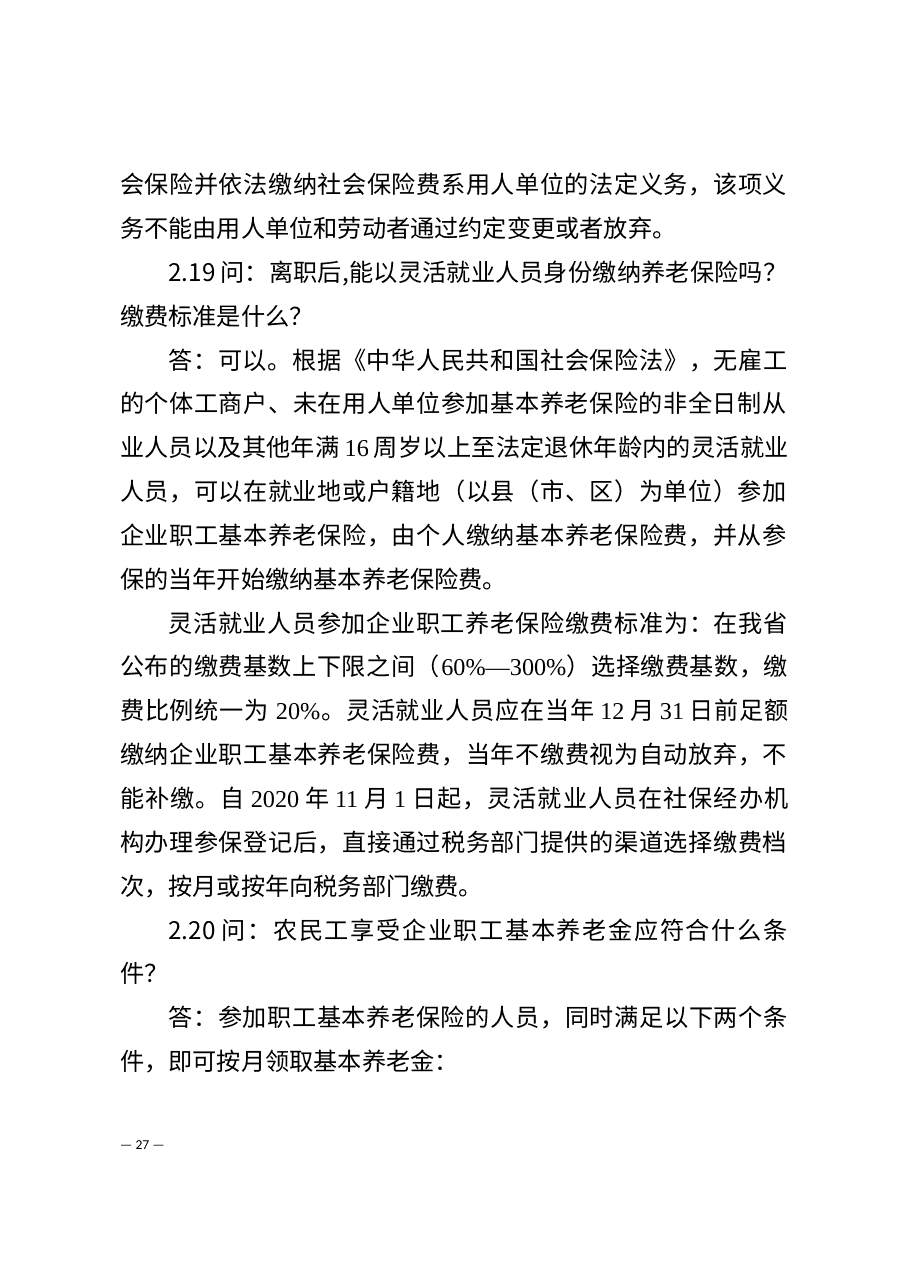 会保险并依法缴纳社会保险费系用人单位的法定义务，该项义
务不能由用人单位和劳动者通过约定变更或者放弃。
2.19 问：离职后,能以灵活就业人员身份缴纳养老保险吗？
缴费标准是什么？
答：可以。根据《中华人民共和国社会保险法》，无雇工
的个体工商户、未在用人单位参加基本养老保险的非全日制从
业人员以及其他年满 16 周岁以上至法定退休年龄内的灵活就业
人员，可以在就业地或户籍地（以县（市、区）为单位）参加
企业职工基本养老保险，由个人缴纳基本养老保险费，并从参
保的当年开始缴纳基本养老保险费。
灵活就业人员参加企业职工养老保险缴费标准为：在我省
公布的缴费基数上下限之间（60%—300%）选择缴费基数，缴
费比例统一为 20%。灵活就业人员应在当年 12 月 31 日前足额
缴纳企业职工基本养老保险费，当年不缴费视为自动放弃，不
能补缴。自 2020 年 11 月 1 日起，灵活就业人员在社保经办机
构办理参保登记后，直接通过税务部门提供的渠道选择缴费档
次，按月或按年向税务部门缴费。
2.20 问：农民工享受企业职工基本养老金应符合什么条
件？
答：参加职工基本养老保险的人员，同时满足以下两个条
件，即可按月领取基本养老金：
— 27 —